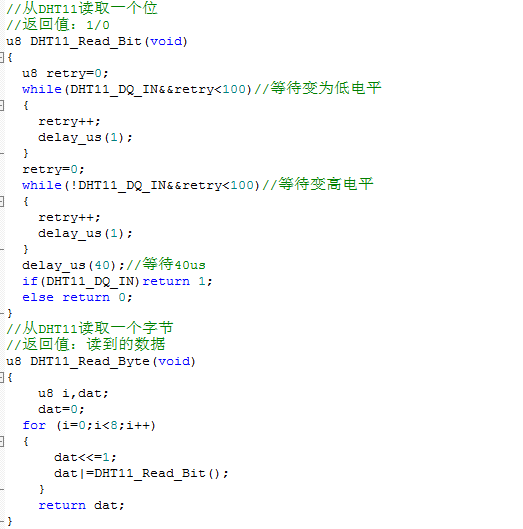 //从DHT11读取一个位
//返回值：1/0
u8 DHT11_Read_Bit(void)
{
  u8 retry=0;
  while(DHT11_DQ_IN&&retry<100)//等待变为低电平
  {
    retry++;
    delay_us(1);
  }
  retry=0;
  while(!DHT11_DQ_IN&&retry<100)//等待变高电平
  {
    retry++;
    delay_us(1);
  }
  delay_us(40);//等待40us
  if(DHT11_DQ_IN)return 1;
  else return 0;
}
//从DHT11读取一个字节
//返回值：读到的数据
u8 DHT11_Read_Byte(void)
{
    u8 i,dat;
    dat=0;
  for (i=0;i<8;i++)
  {
      dat<<=1;
      dat|=DHT11_Read_Bit();
    }
    return dat;
}